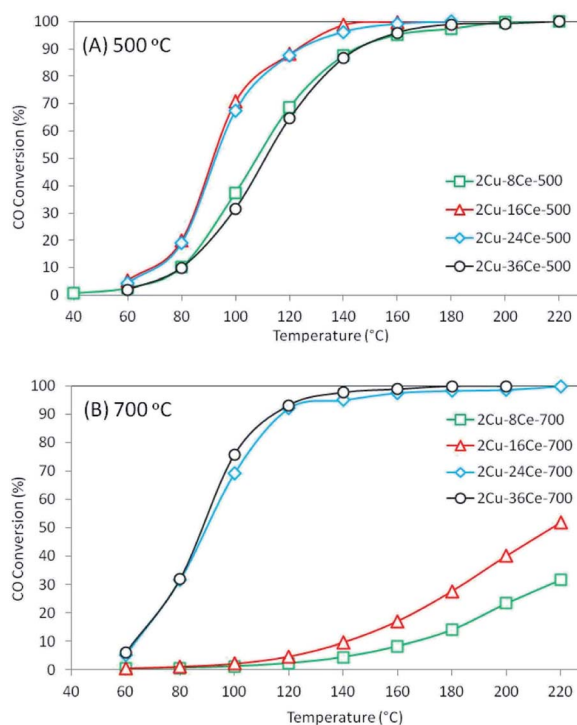 (A) 500 ºC
CO Conversion (%)
100
90
80
70
60
50
40
30
20
10
0
2Cu-8Ce-500
2Cu-16Ce-500
2Cu-24Ce-500
2Cu-36Ce-500
40 60 80 100 120 140 160 180 200 220
Temperature (°C)
(B) 700 ºC
CO Conversion (%)
100
90
80
70
60
50
40
30
20
10
0
2Cu-8Ce-700
2Cu-16Ce-700
2Cu-24Ce-700
2Cu-36Ce-700
40 60 80 100 120 140 160 180 200 220
Temperature (°C)